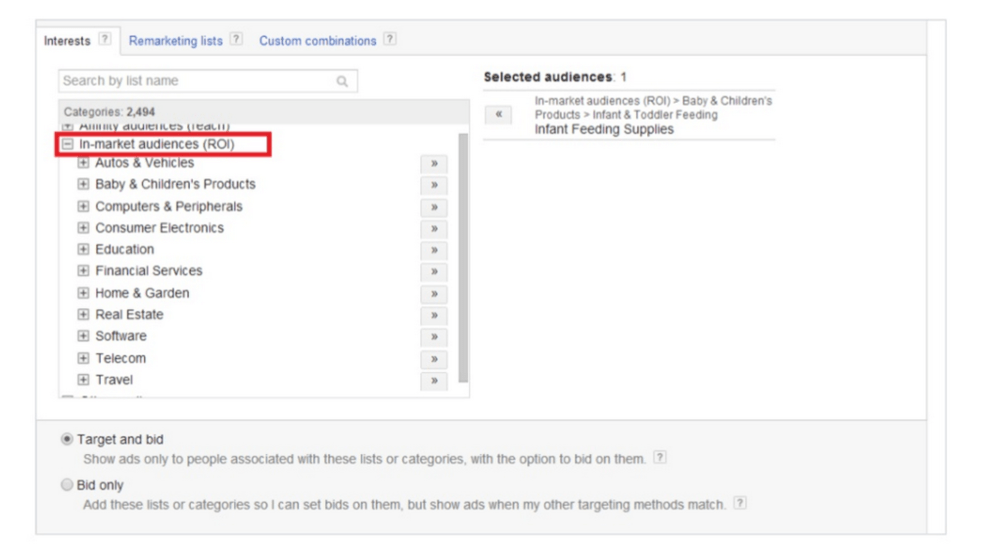 Interests ? Remarketing lists ? Custom combinations ?
Search by list name
Categories: 2,494
Affinity audiences (reach)
In-market audiences (ROI)
Autos & Vehicles »
Baby & Children's Products »
Computers & Peripherals »
Consumer Electronics »
Education »
Financial Services »
Home & Garden »
Real Estate »
Software »
Telecom »
Travel »
Selected audiences: 1
« In-market audiences (ROI) > Baby & Children's
Products > Infant & Toddler Feeding
Infant Feeding Supplies
Target and bid
Show ads only to people associated with these lists or categories, with the option to bid on them. ?
Bid only
Add these lists or categories so I can set bids on them, but show ads when my other targeting methods match. ?